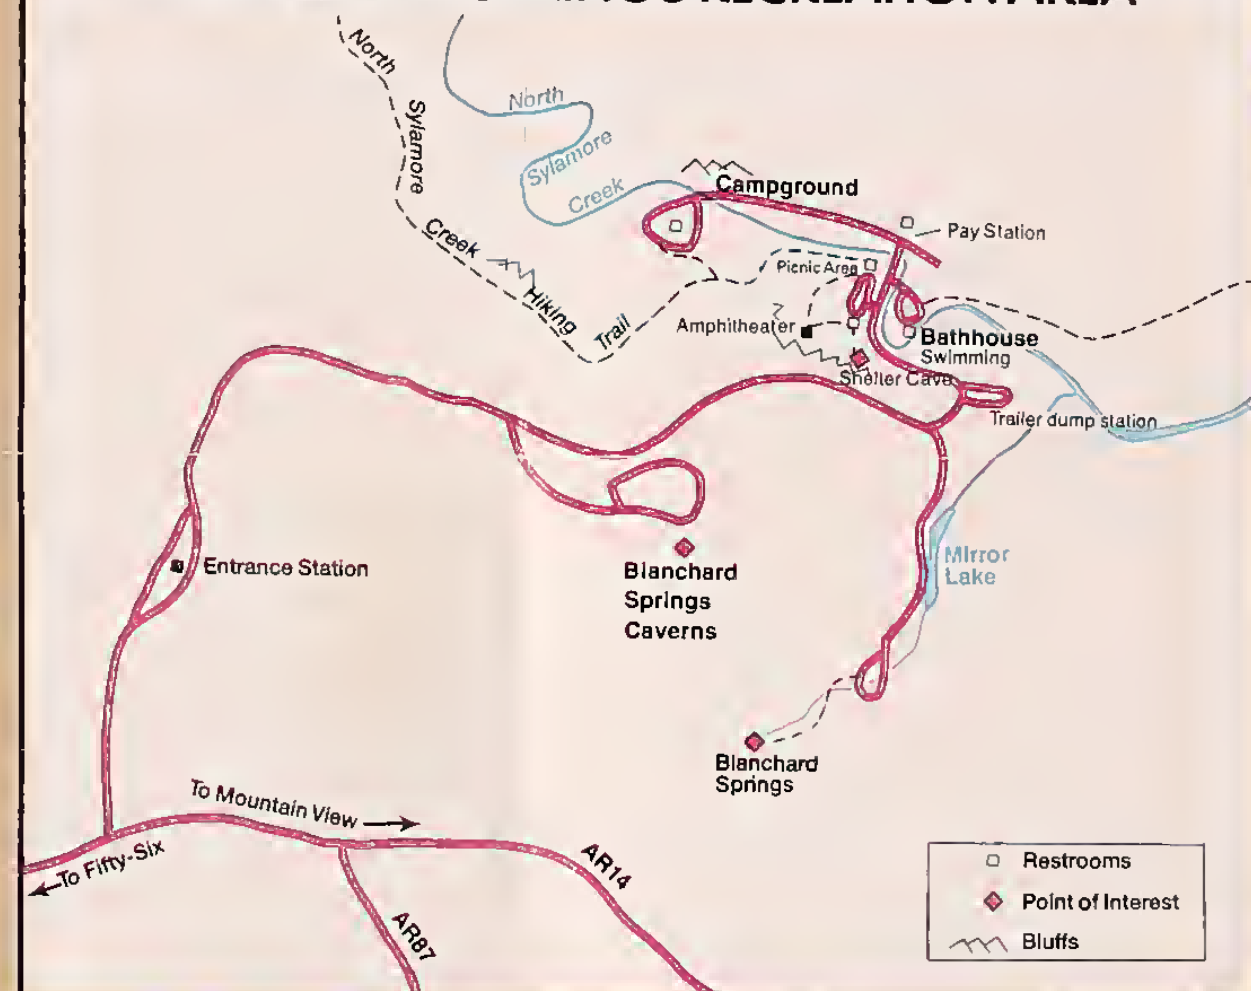 RECREATION AREA
North
Sylamore
Creek
Hiking
Trail
North
Sylamore
Creek
Campground
Pay Station
Picnic Area
Amphitheater
Bathhouse
Swimming
Shelter Cave
Trailer dump station
Mirror
Lake
Entrance Station
Blanchard
Springs
Caverns
Blanchard
Springs
To Mountain View
To Fifty-Six
AR14
AR87
Restrooms
Point of Interest
Bluffs